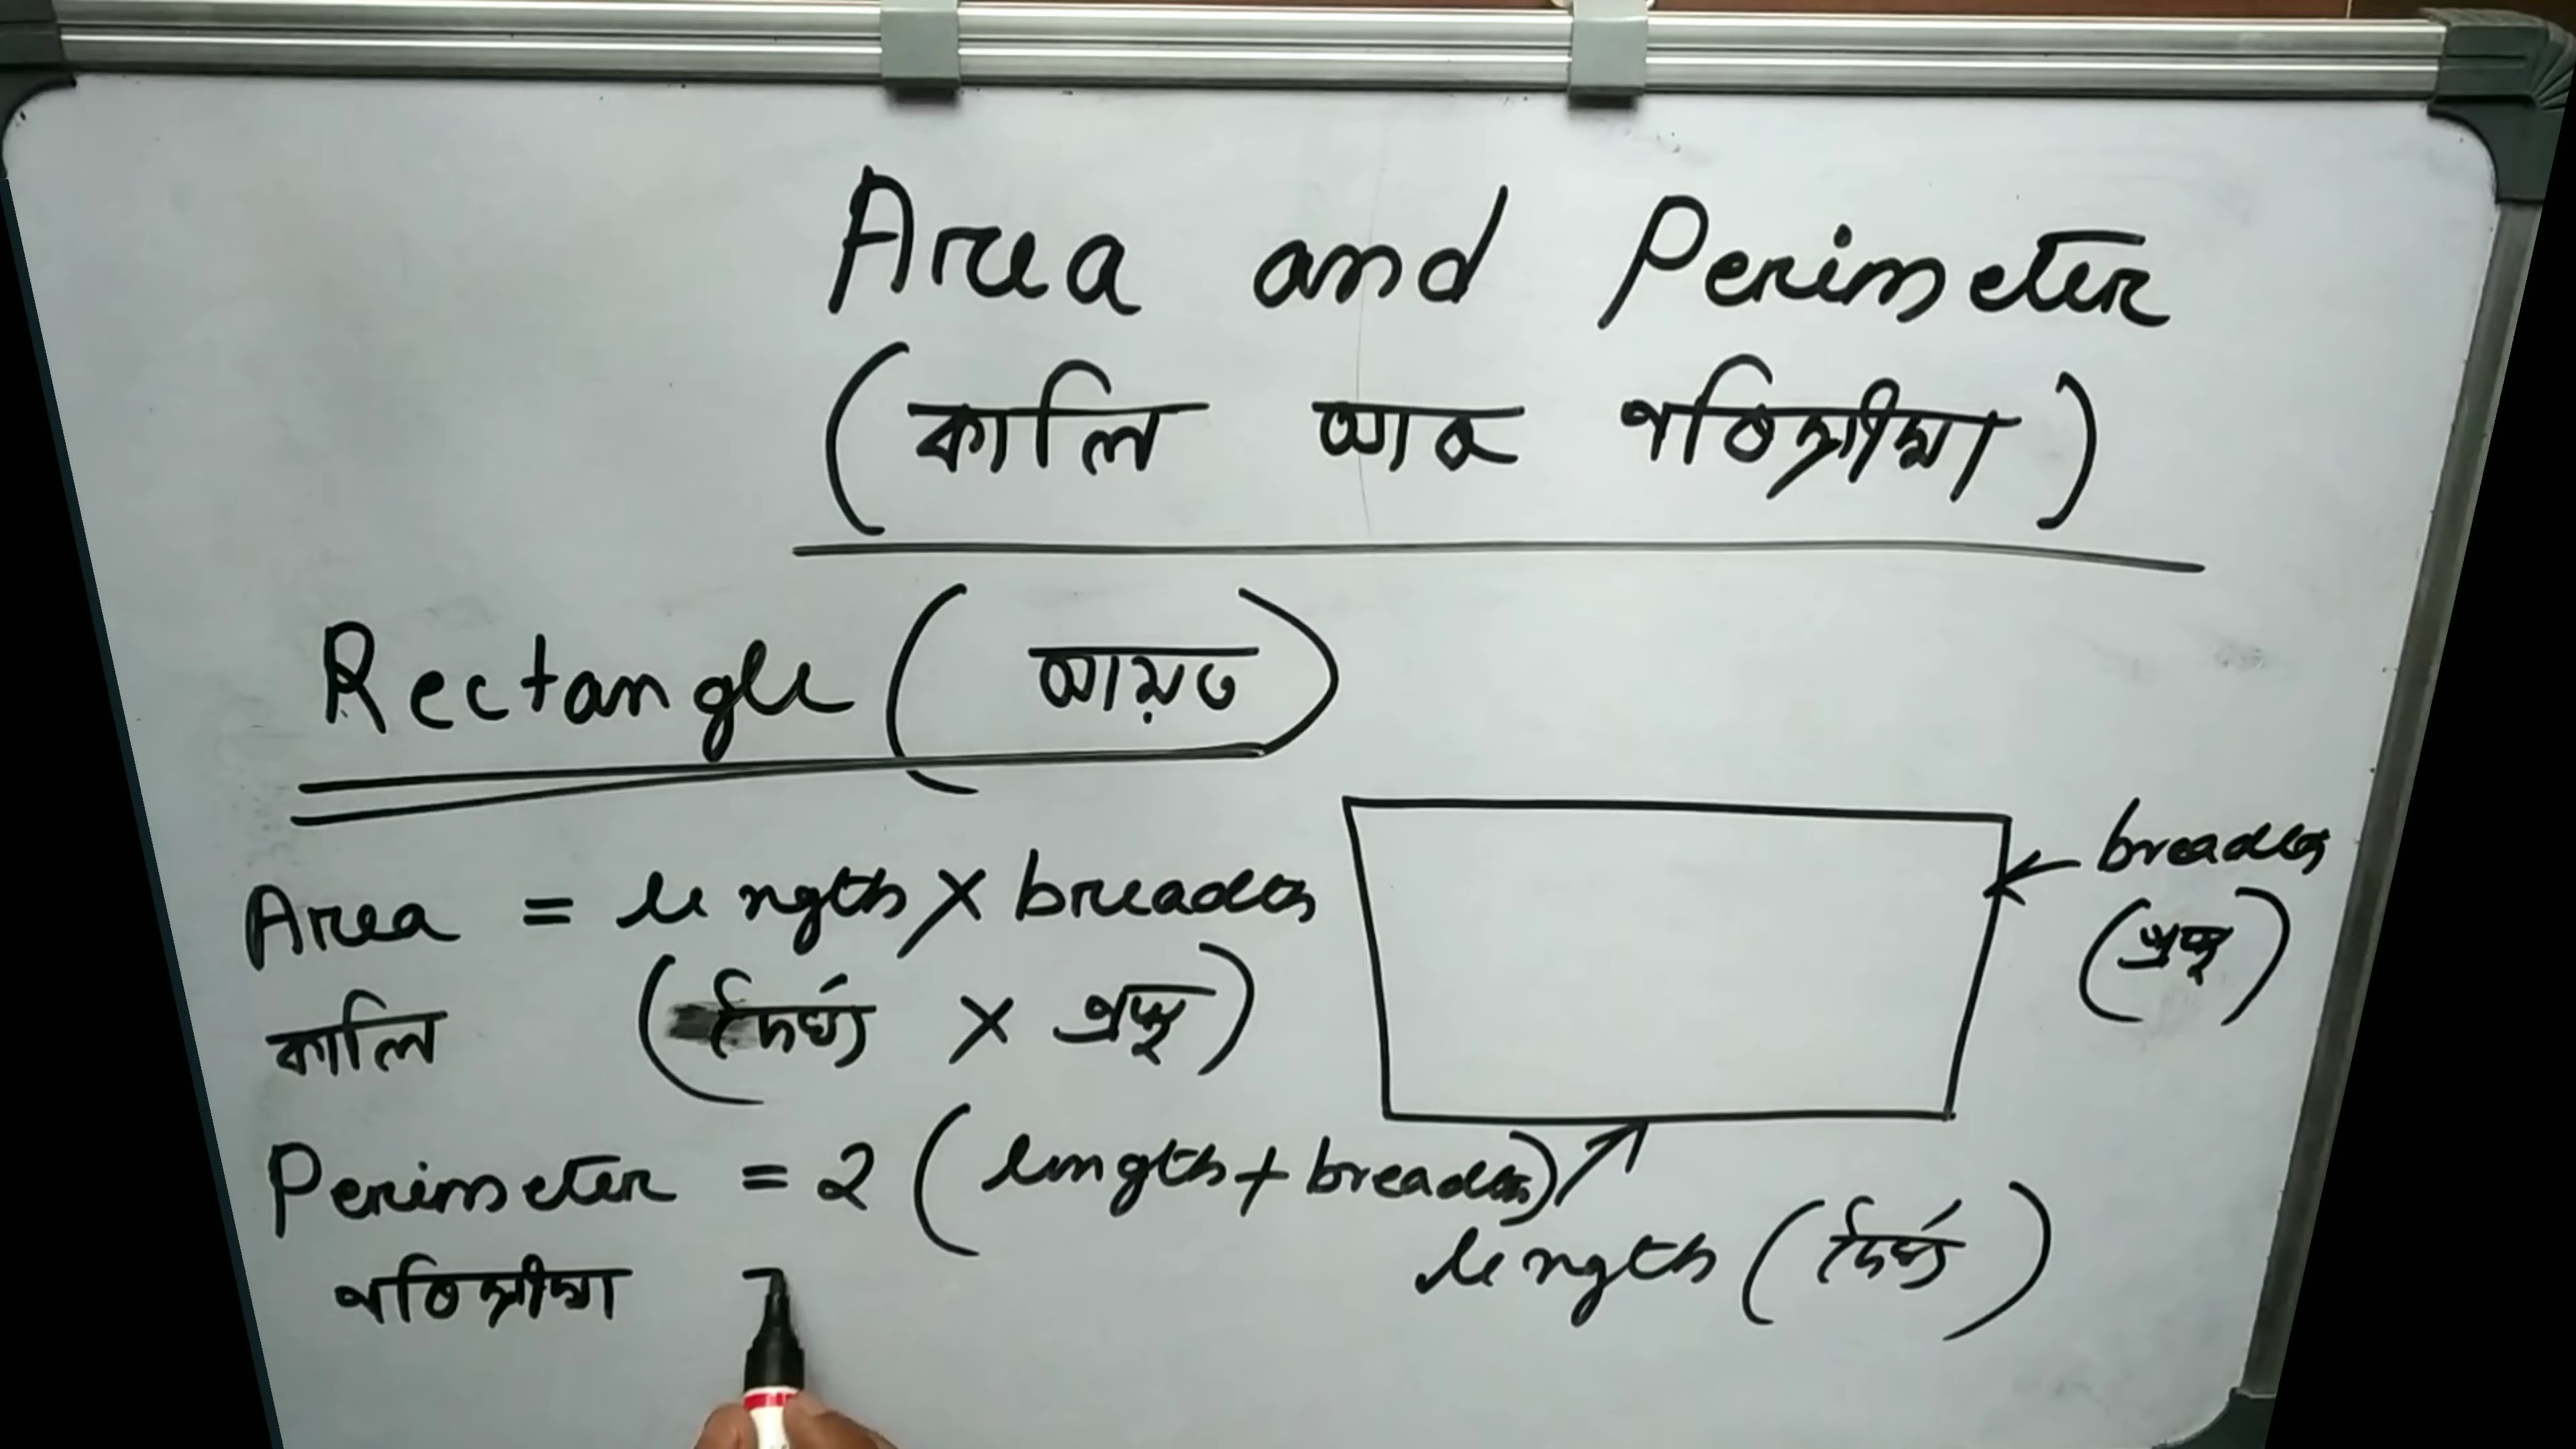 Area and Perimeter
(কালি আৰু পৰিসীমা)
Rectangle (আয়ত)
Area = length × breadth
কালি (দৈৰ্ঘ্য × প্ৰস্থ)
Perimeter = 2 (length + breadth)
পৰিসীমা
breadth
(প্ৰস্থ)
length (দৈৰ্ঘ্য)